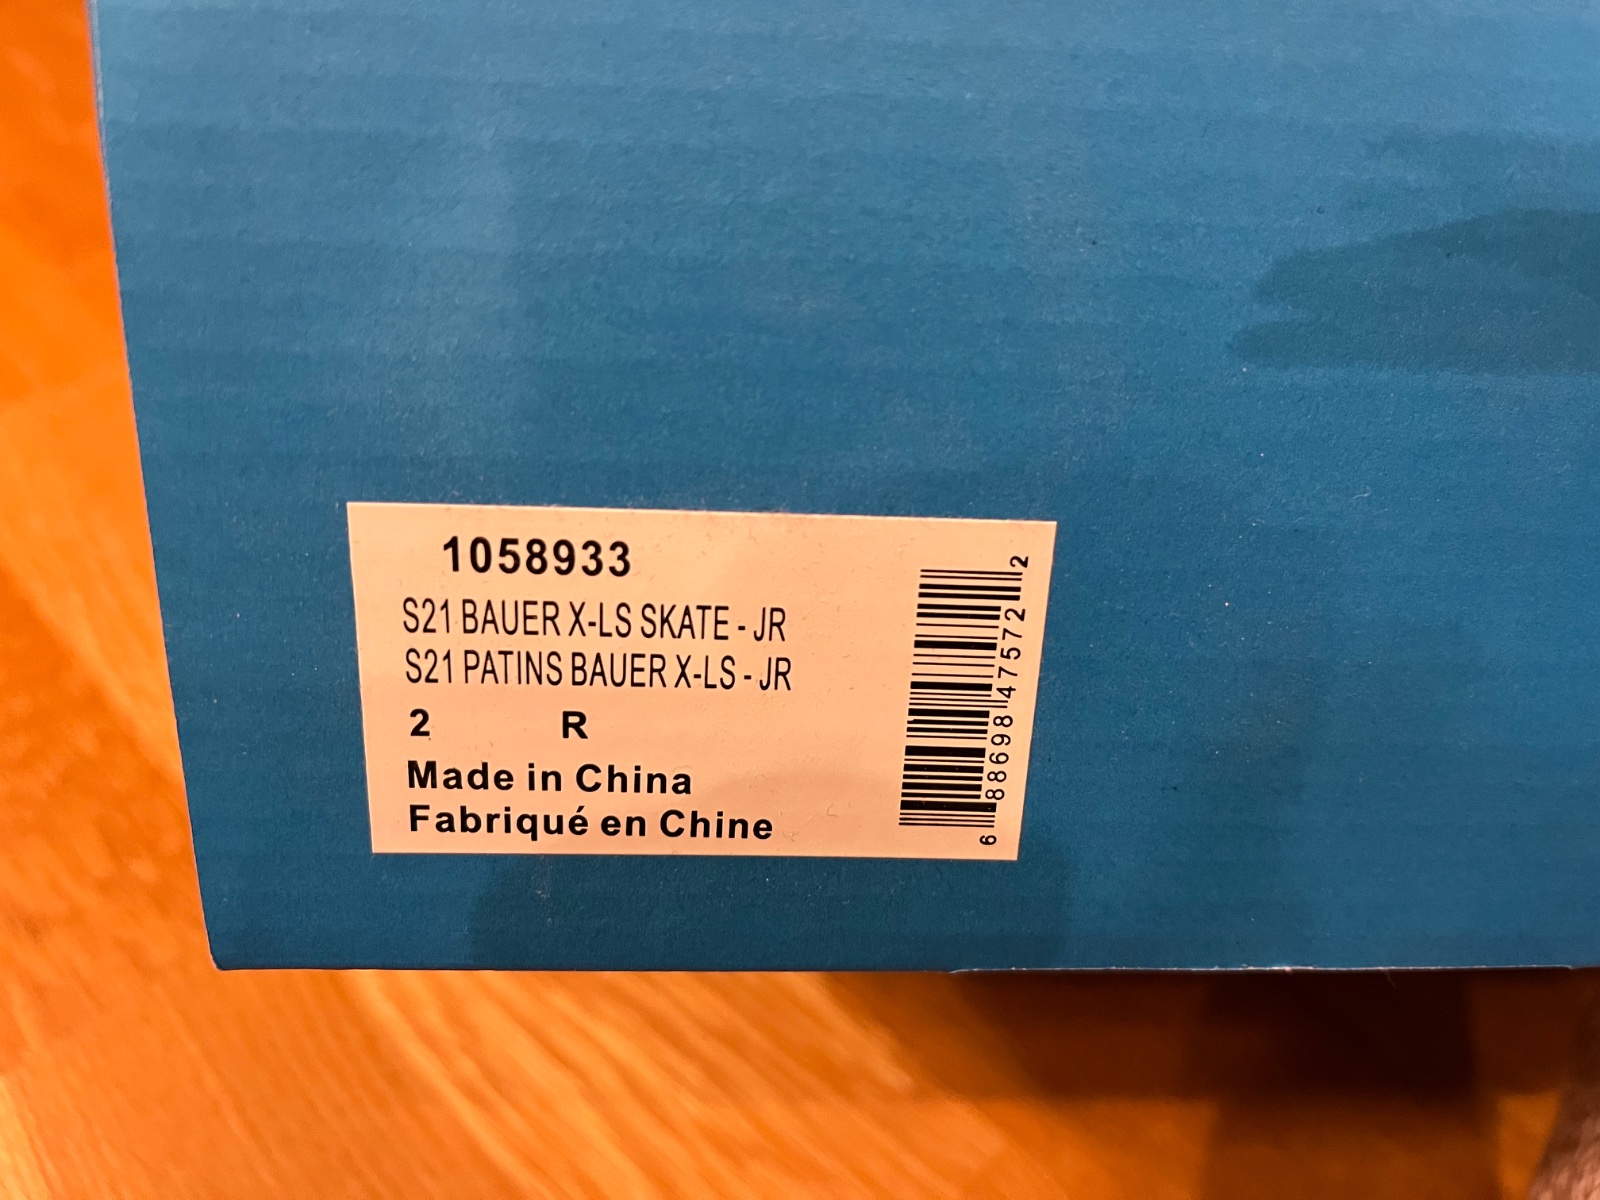 1058933
S21 BAUER X-LS SKATE - JR
S21 PATINS BAUER X-LS - JR
2 R
Made in China
Fabriqué en Chine
6 88698 47572 2